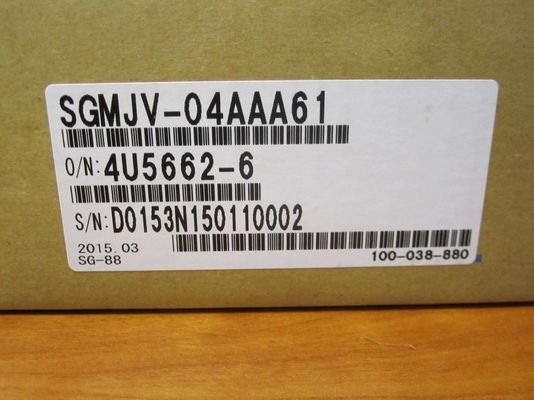 SGMJV-04AAA61
O/N: 4U5662-6
S/N: D0153N150110002
2015.03
SG-88
100-038-880